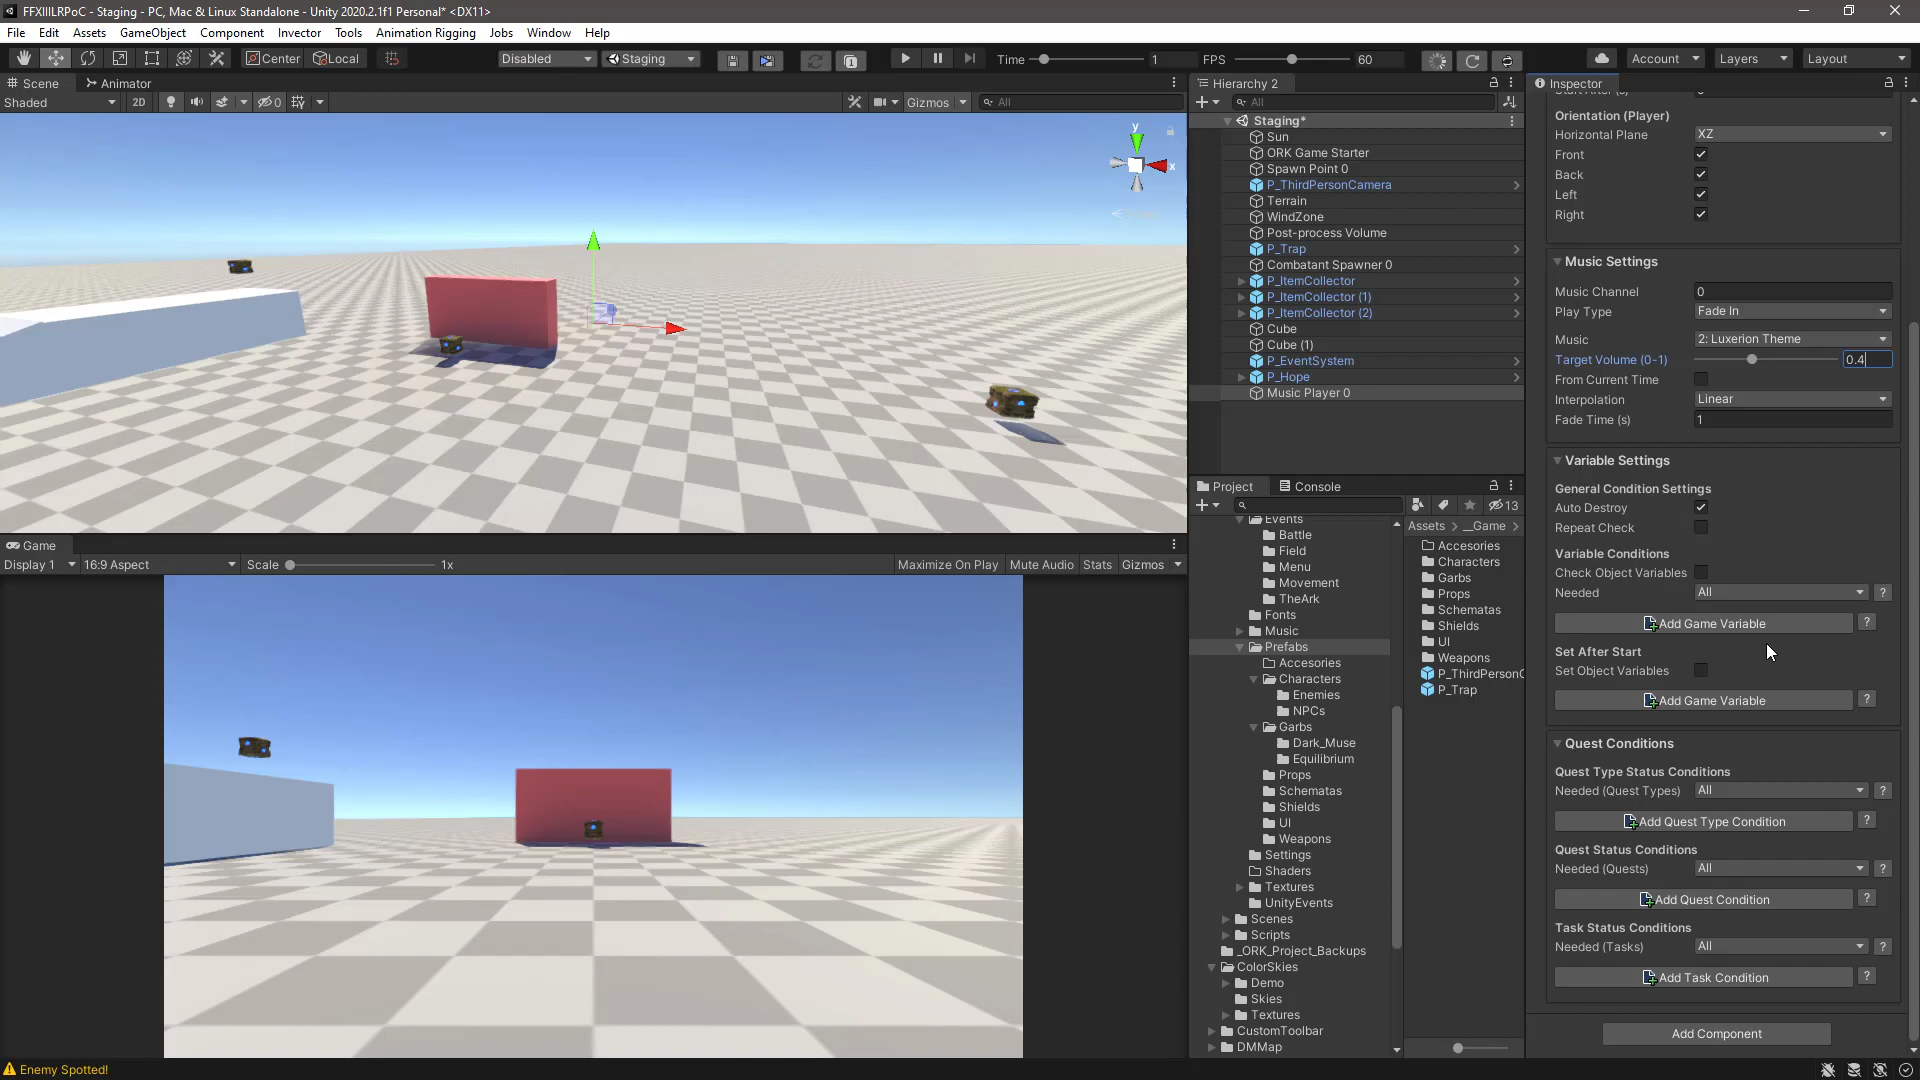 FFXIIILRPoC - Staging - PC, Mac & Linux Standalone - Unity 2020.2.1f1 Personal* <DX11>
File Edit Assets GameObject Component Invector Tools Animation Rigging Jobs Window Help
Center Local Disabled Staging Time 1 FPS 60 Account Layers Layout
Scene Animator
Shaded 2D 0 Gizmos All
y
x
Hierarchy 2
All
Staging*
Sun
ORK Game Starter
Spawn Point 0
P_ThirdPersonCamera
Terrain
WindZone
Post-process Volume
P_Trap
Combatant Spawner 0
P_ItemCollector
P_ItemCollector (1)
P_ItemCollector (2)
Cube
Cube (1)
P_EventSystem
P_Hope
Music Player 0
Game
Display 1 16:9 Aspect Scale 1x Maximize On Play Mute Audio Stats Gizmos
Project Console
13
Events
Battle
Field
Menu
Movement
TheArk
Fonts
Music
Prefabs
Accesories
Characters
Enemies
NPCs
Garbs
Dark_Muse
Equilibrium
Props
Schematas
Shields
UI
Weapons
Settings
Shaders
Textures
UnityEvents
Scenes
Scripts
_ORK_Project_Backups
ColorSkies
Demo
Skies
Textures
CustomToolbar
DMMap
Assets > __Game >
Accesories
Characters
Garbs
Props
Schematas
Shields
UI
Weapons
P_ThirdPersonC
P_Trap
Inspector
Orientation (Player)
Horizontal Plane XZ
Front
Back
Left
Right
Music Settings
Music Channel 0
Play Type Fade In
Music 2: Luxerion Theme
Target Volume (0-1) 0.4
From Current Time
Interpolation Linear
Fade Time (s) 1
Variable Settings
General Condition Settings
Auto Destroy
Repeat Check
Variable Conditions
Check Object Variables
Needed All ?
Add Game Variable ?
Set After Start
Set Object Variables
Add Game Variable ?
Quest Conditions
Quest Type Status Conditions
Needed (Quest Types) All ?
Add Quest Type Condition ?
Quest Status Conditions
Needed (Quests) All ?
Add Quest Condition ?
Task Status Conditions
Needed (Tasks) All ?
Add Task Condition ?
Add Component
Enemy Spotted!